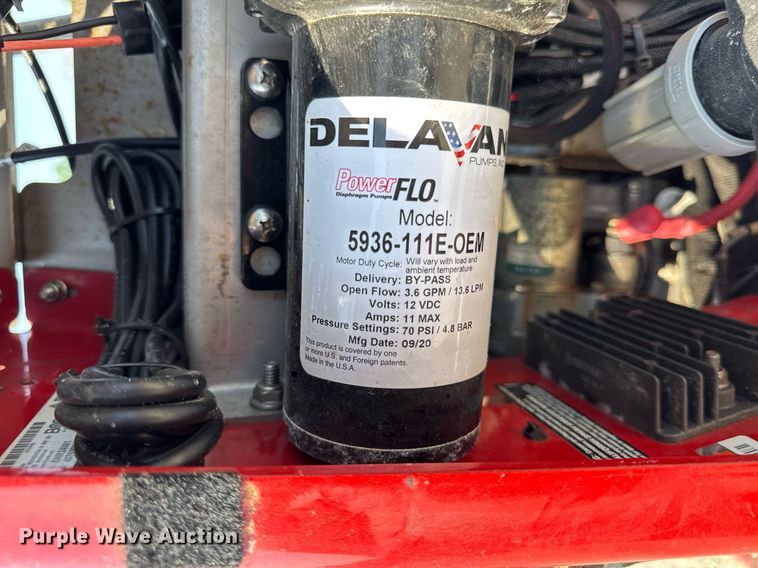 DELAVAN
PUMPS, INC
PowerFLO™
Diaphragm Pumps
Model:
5936-111E-OEM
Motor Duty Cycle: Will vary with load and
ambient temperature
Delivery: BY-PASS
Open Flow: 3.6 GPM / 13.6 LPM
Volts: 12 VDC
Amps: 11 MAX
Pressure Settings: 70 PSI / 4.8 BAR
Mfg Date: 09/20
This product is covered by one
or more U.S. and Foreign patents.
Made in the U.S.A.
Purple Wave Auction